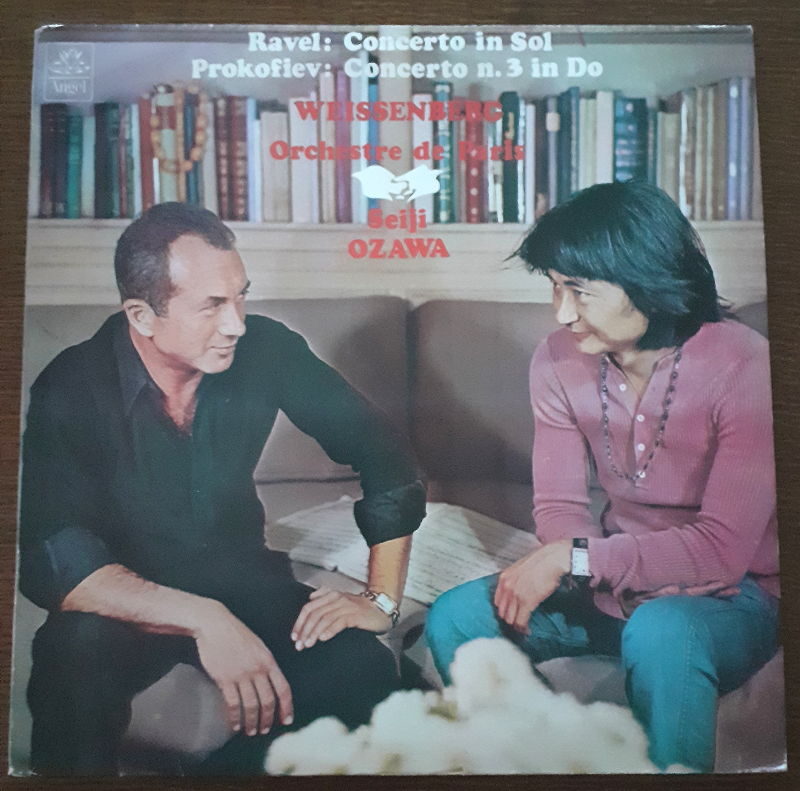 Ravel: Concerto in Sol
Prokofiev: Concerto n.3 in Do
Angel
WEISSENBERG
Orchestre de Paris
Seiji
OZAWA